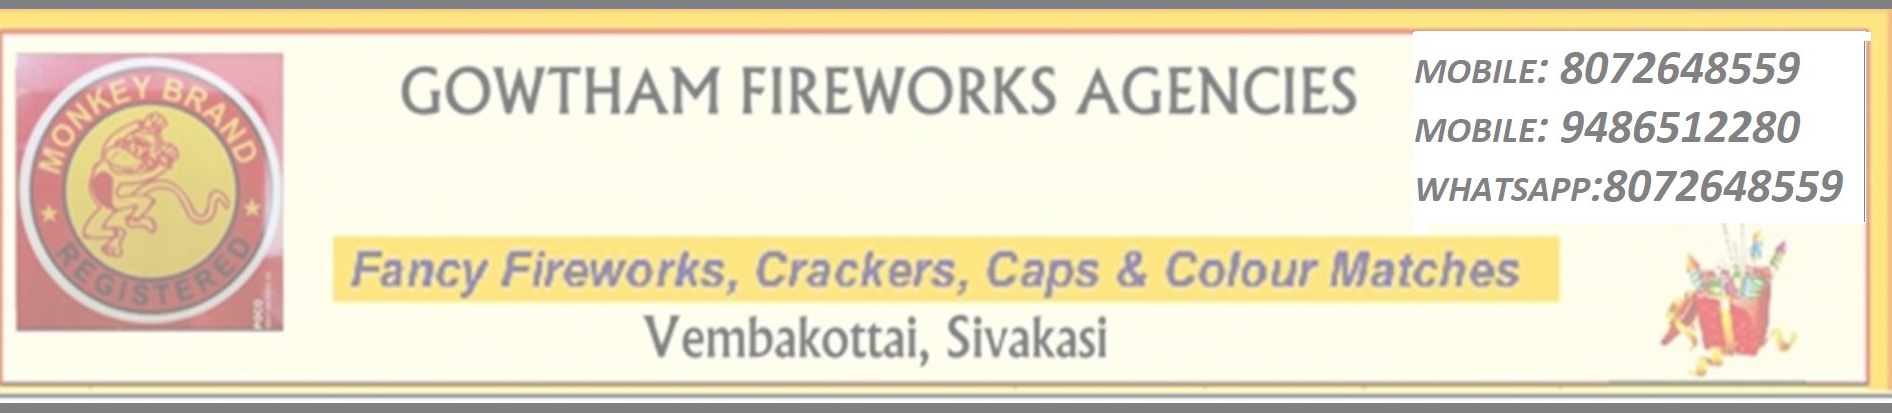 MONKEY BRAND
REGISTERED
POCO
GOWTHAM FIREWORKS AGENCIES
MOBILE: 8072648559
MOBILE: 9486512280
WHATSAPP:8072648559
Fancy Fireworks, Crackers, Caps & Colour Matches
Vembakottai, Sivakasi